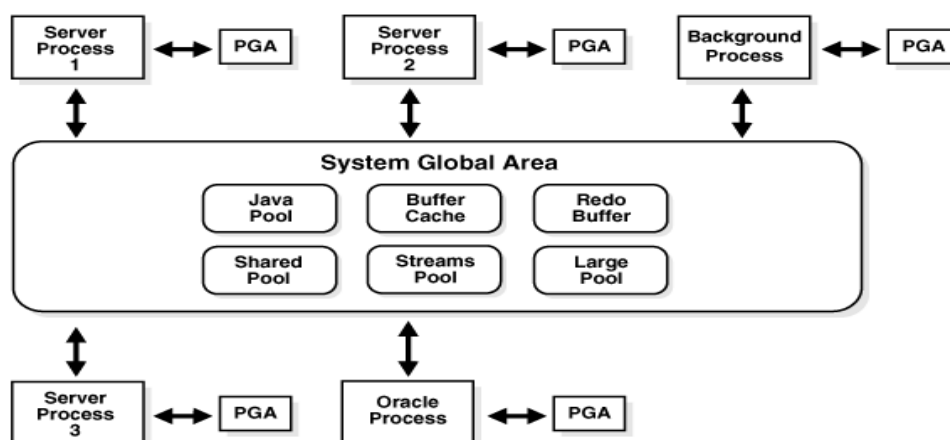 Server
Process
1
PGA
Server
Process
2
PGA
Background
Process
PGA
System Global Area
Java
Pool
Buffer
Cache
Redo
Buffer
Shared
Pool
Streams
Pool
Large
Pool
Server
Process
3
PGA
Oracle
Process
PGA